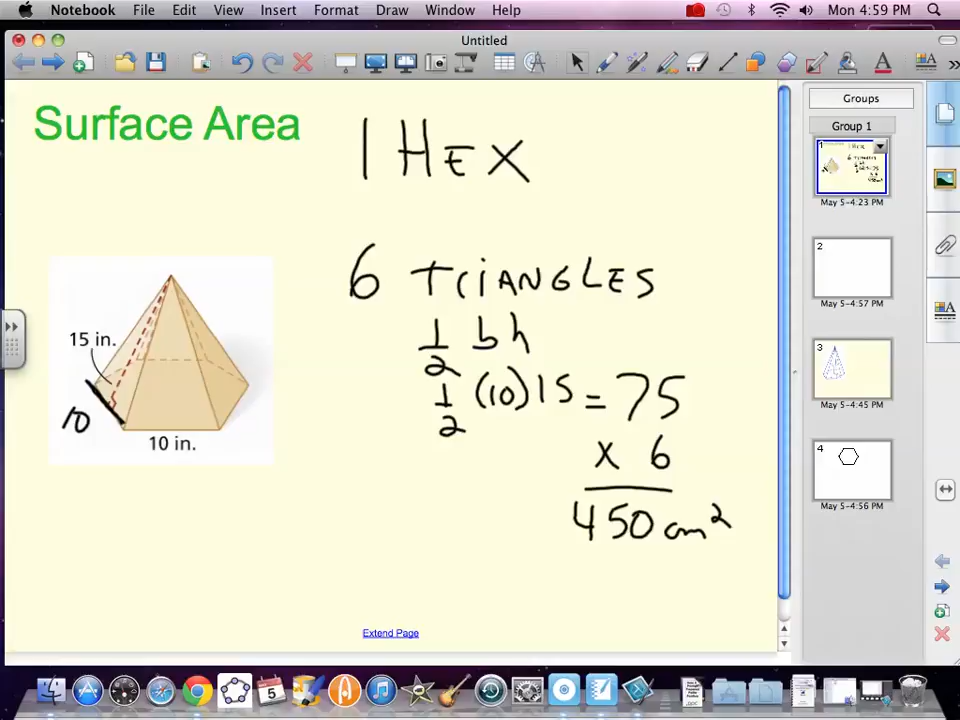 Notebook File Edit View Insert Format Draw Window Help Mon 4:59 PM
Untitled
Surface Area
1 HEX
6 TriANGLES
1/2 bh
1/2 (10)15 = 75
x 6
450 cm²
15 in.
10
10 in.
Extend Page
Groups
Group 1
1
May 5-4:23 PM
2
May 5-4:57 PM
3
May 5-4:45 PM
4
May 5-4:56 PM